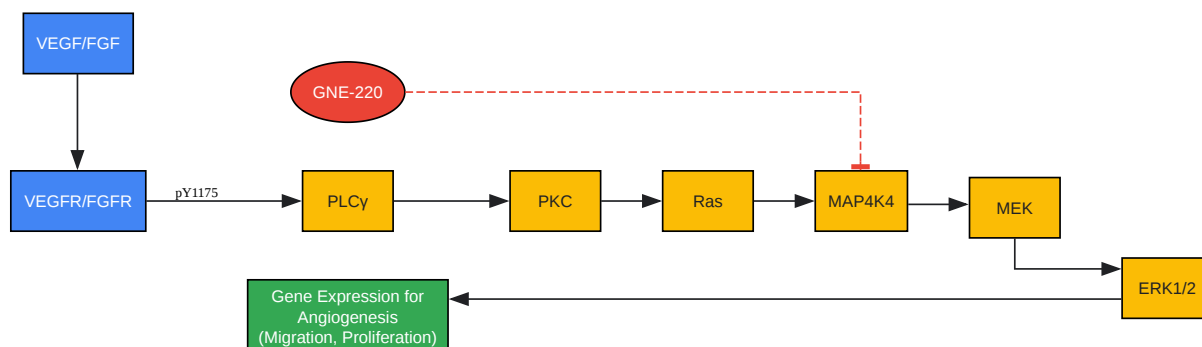 VEGF/FGF
GNE-220
VEGFR/FGFR
pY1175
PLCγ
PKC
Ras
MAP4K4
MEK
ERK1/2
Gene Expression for
Angiogenesis
(Migration, Proliferation)